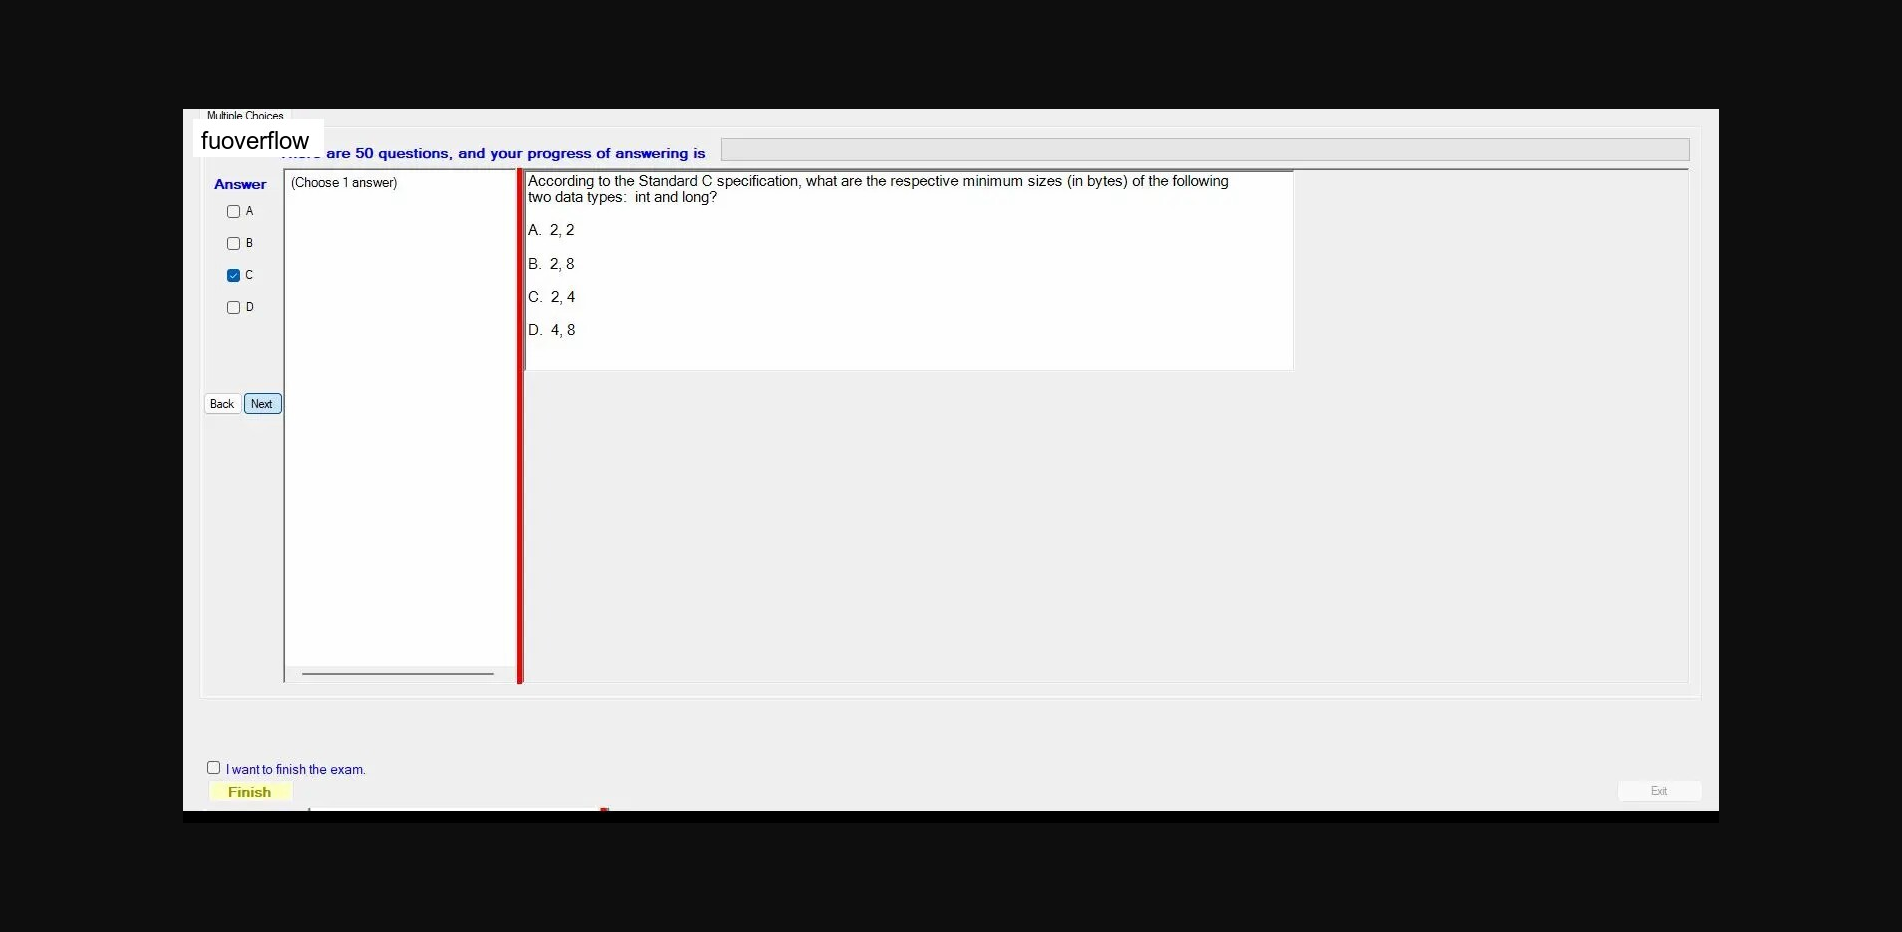 Multiple Choices
fuoverflow
are 50 questions, and your progress of answering is
Answer
(Choose 1 answer)
According to the Standard C specification, what are the respective minimum sizes (in bytes) of the following
two data types:  int and long?
A
B
C
D
A.  2, 2
B.  2, 8
C.  2, 4
D.  4, 8
Back
Next
I want to finish the exam.
Finish
Exit